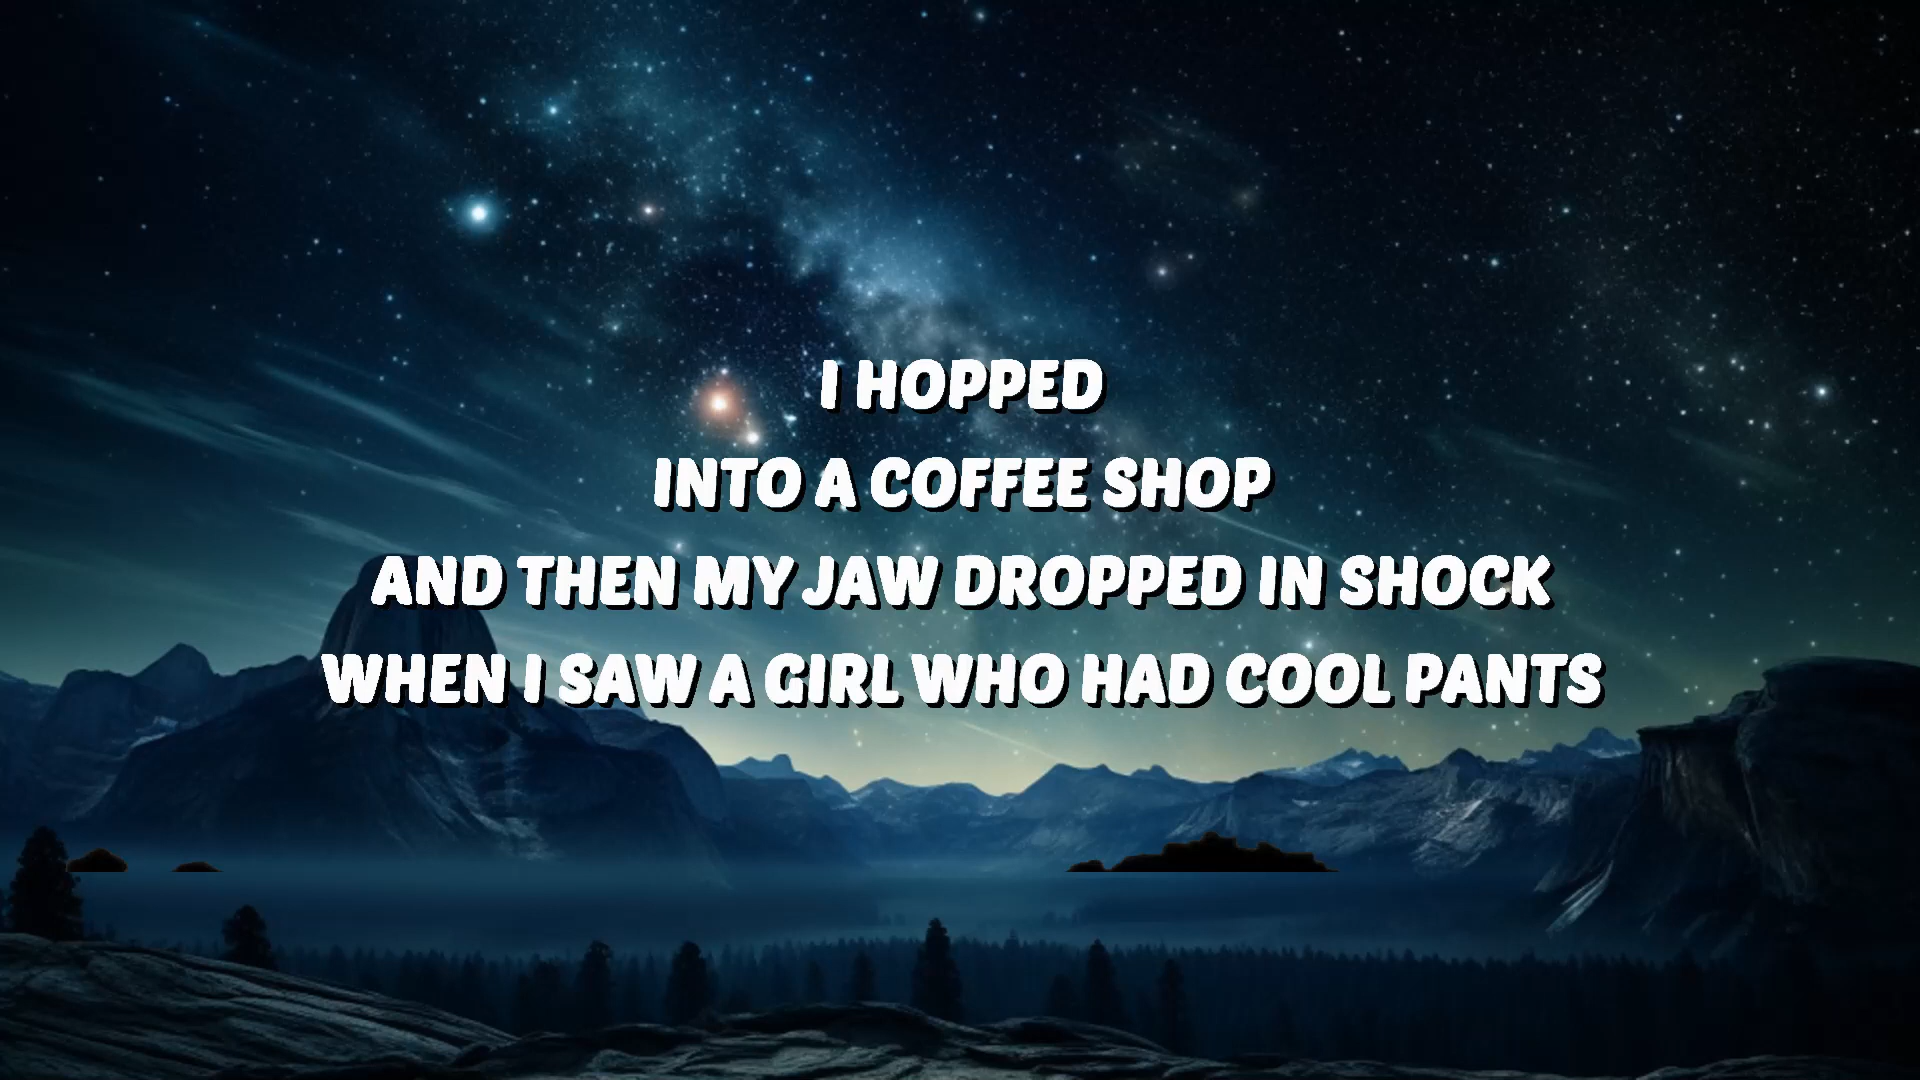 I HOPPED
INTO A COFFEE SHOP
AND THEN MY JAW DROPPED IN SHOCK
WHEN I SAW A GIRL WHO HAD COOL PANTS